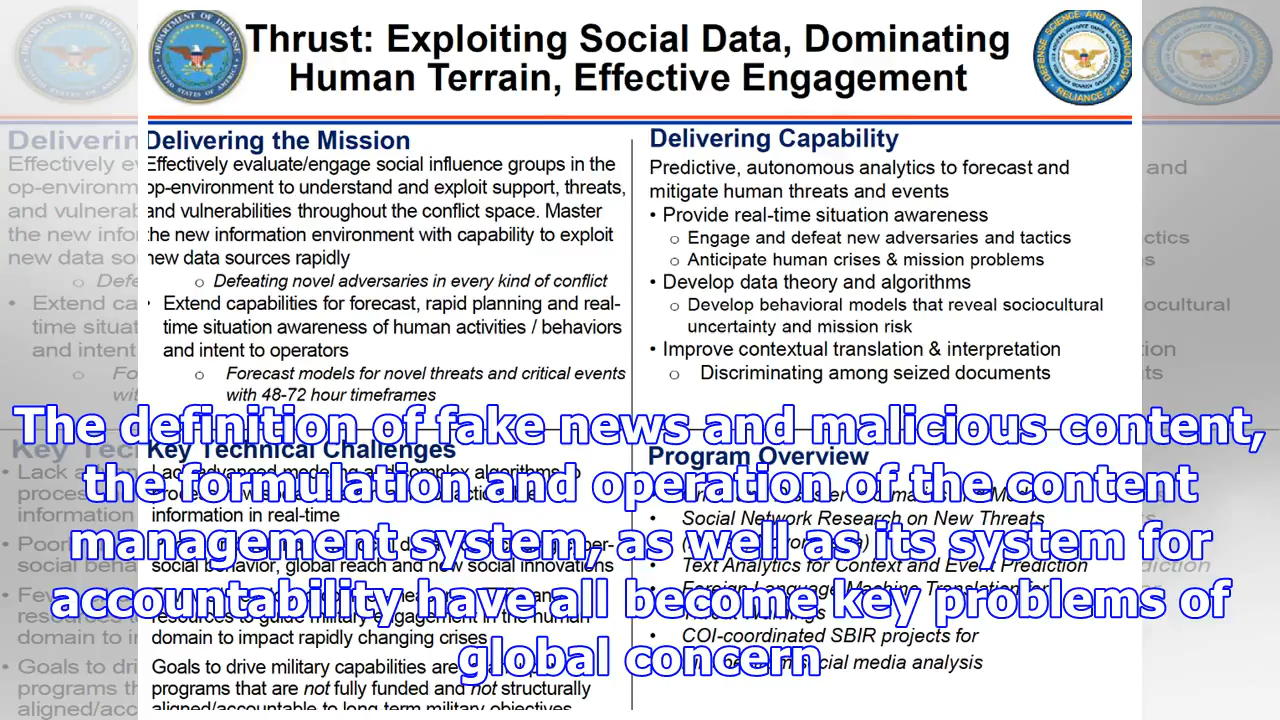 Thrust: Exploiting Social Data, Dominating
Human Terrain, Effective Engagement
Delivering the Mission
Effectively evaluate/engage social influence groups in the
op-environment to understand and exploit support, threats,
and vulnerabilities throughout the conflict space. Master
the new information environment with capability to exploit
new data sources rapidly
o Defeating novel adversaries in every kind of conflict
• Extend capabilities for forecast, rapid planning and real-
time situation awareness of human activities / behaviors
and intent to operators
o Forecast models for novel threats and critical events
with 48-72 hour timeframes
Delivering Capability
Predictive, autonomous analytics to forecast and
mitigate human threats and events
• Provide real-time situation awareness
o Engage and defeat new adversaries and tactics
o Anticipate human crises & mission problems
• Develop data theory and algorithms
o Develop behavioral models that reveal sociocultural
uncertainty and mission risk
• Improve contextual translation & interpretation
o Discriminating among seized documents
Key Technical Challenges
information in real-time
social behavior, global reach and new social innovations
resources to guide military engagement in the human
domain to impact rapidly changing crises
Goals to drive military capabilities are
programs that are not fully funded and not structurally
aligned/accountable to long term military objectives
Program Overview
• Social Network Research on New Threats
• Text Analytics for Context and Event Prediction
• Foreign Language Machine Translation
• COI-coordinated SBIR projects for
social media analysis
The definition of fake news and malicious content,
the formulation and operation of the content
management system, as well as its system for
accountability have all become key problems of
global concern